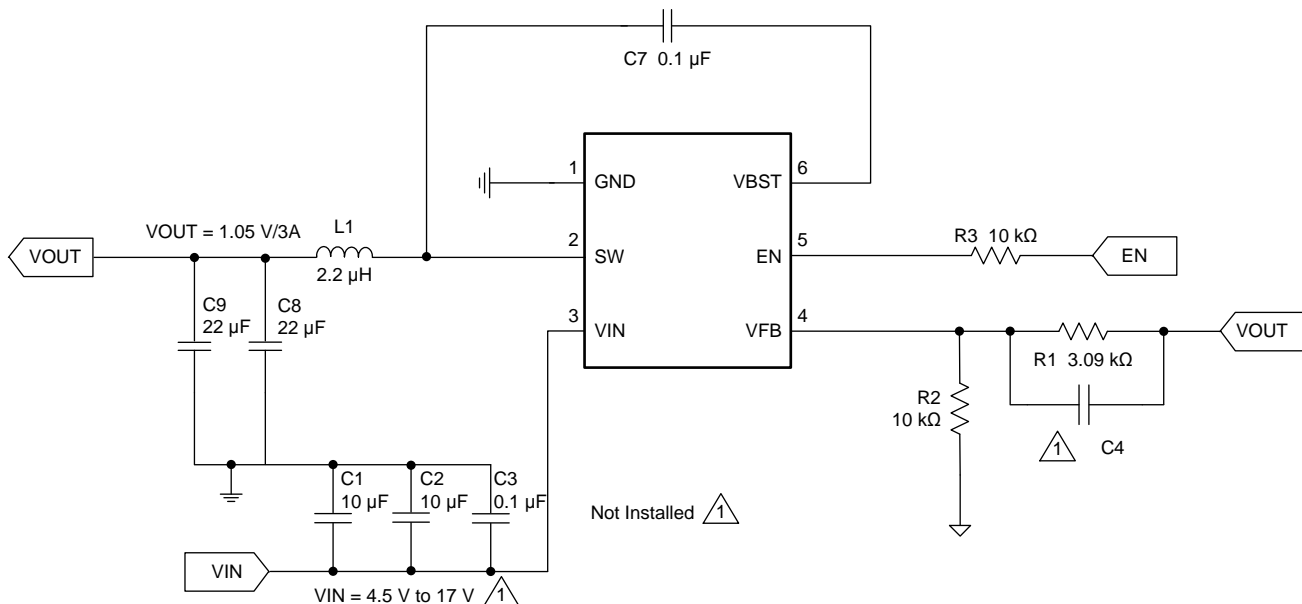 C7 0.1 µF
1
GND
VBST
6
VOUT = 1.05 V/3A
L1
2
SW
EN
5
R3 10 kΩ
EN
VOUT
2.2 µH
C9
22 µF
C8
22 µF
3
VIN
VFB
4
VOUT
R1 3.09 kΩ
R2
10 kΩ
1
C4
C1
10 µF
C2
10 µF
C3
0.1 µF
Not Installed 1
VIN
VIN = 4.5 V to 17 V 1